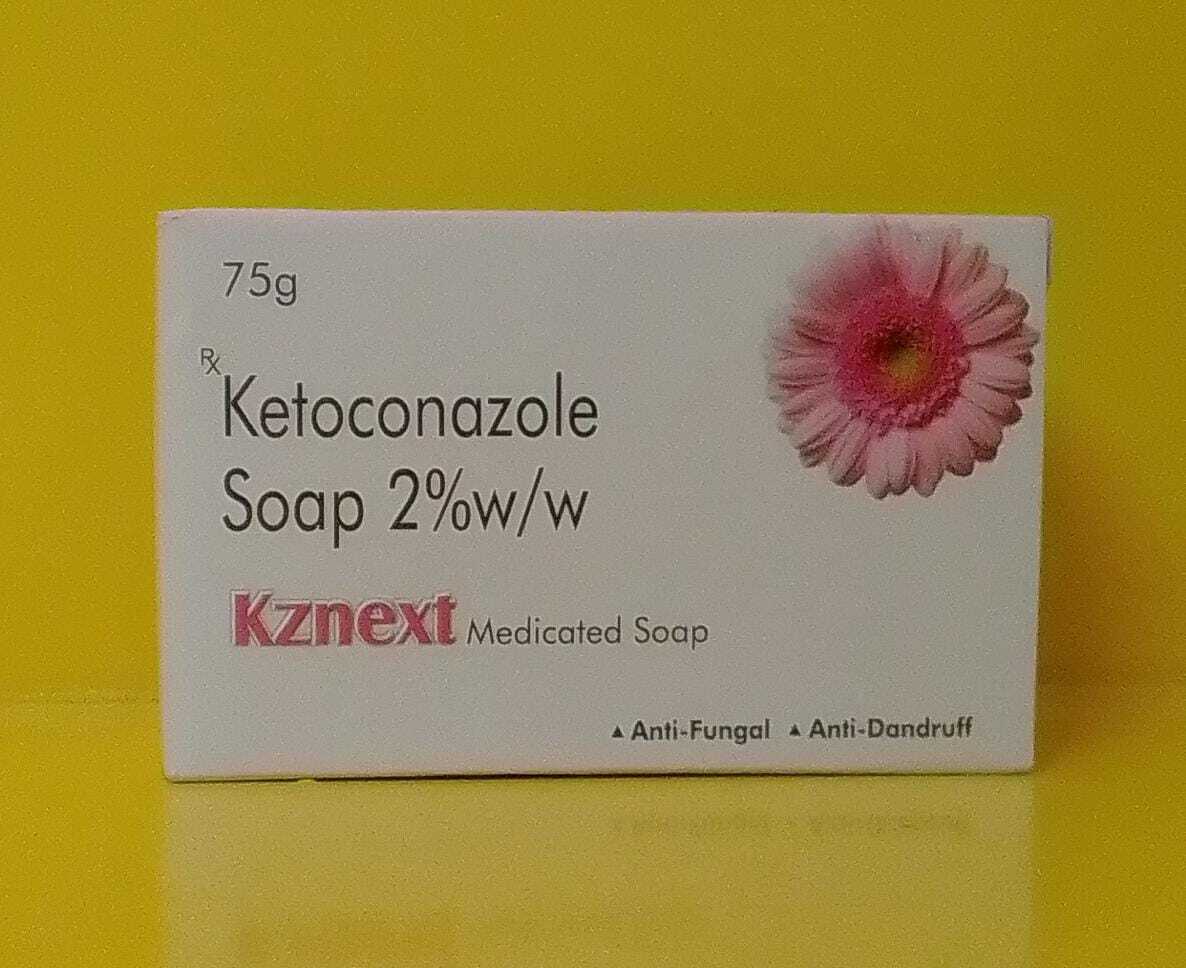 75g
Rx
Ketoconazole
Soap 2%w/w
Kznext Medicated Soap
▲ Anti-Fungal ▲ Anti-Dandruff